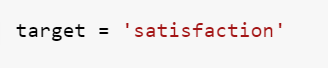 target = 'satisfaction'